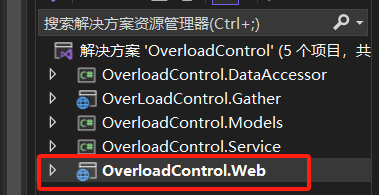 搜索解决方案资源管理器(Ctrl+;)
解决方案 'OverloadControl' (5 个项目，共
OverloadControl.DataAccessor
OverLoadControl.Gather
OverloadControl.Models
OverloadControl.Service
OverloadControl.Web